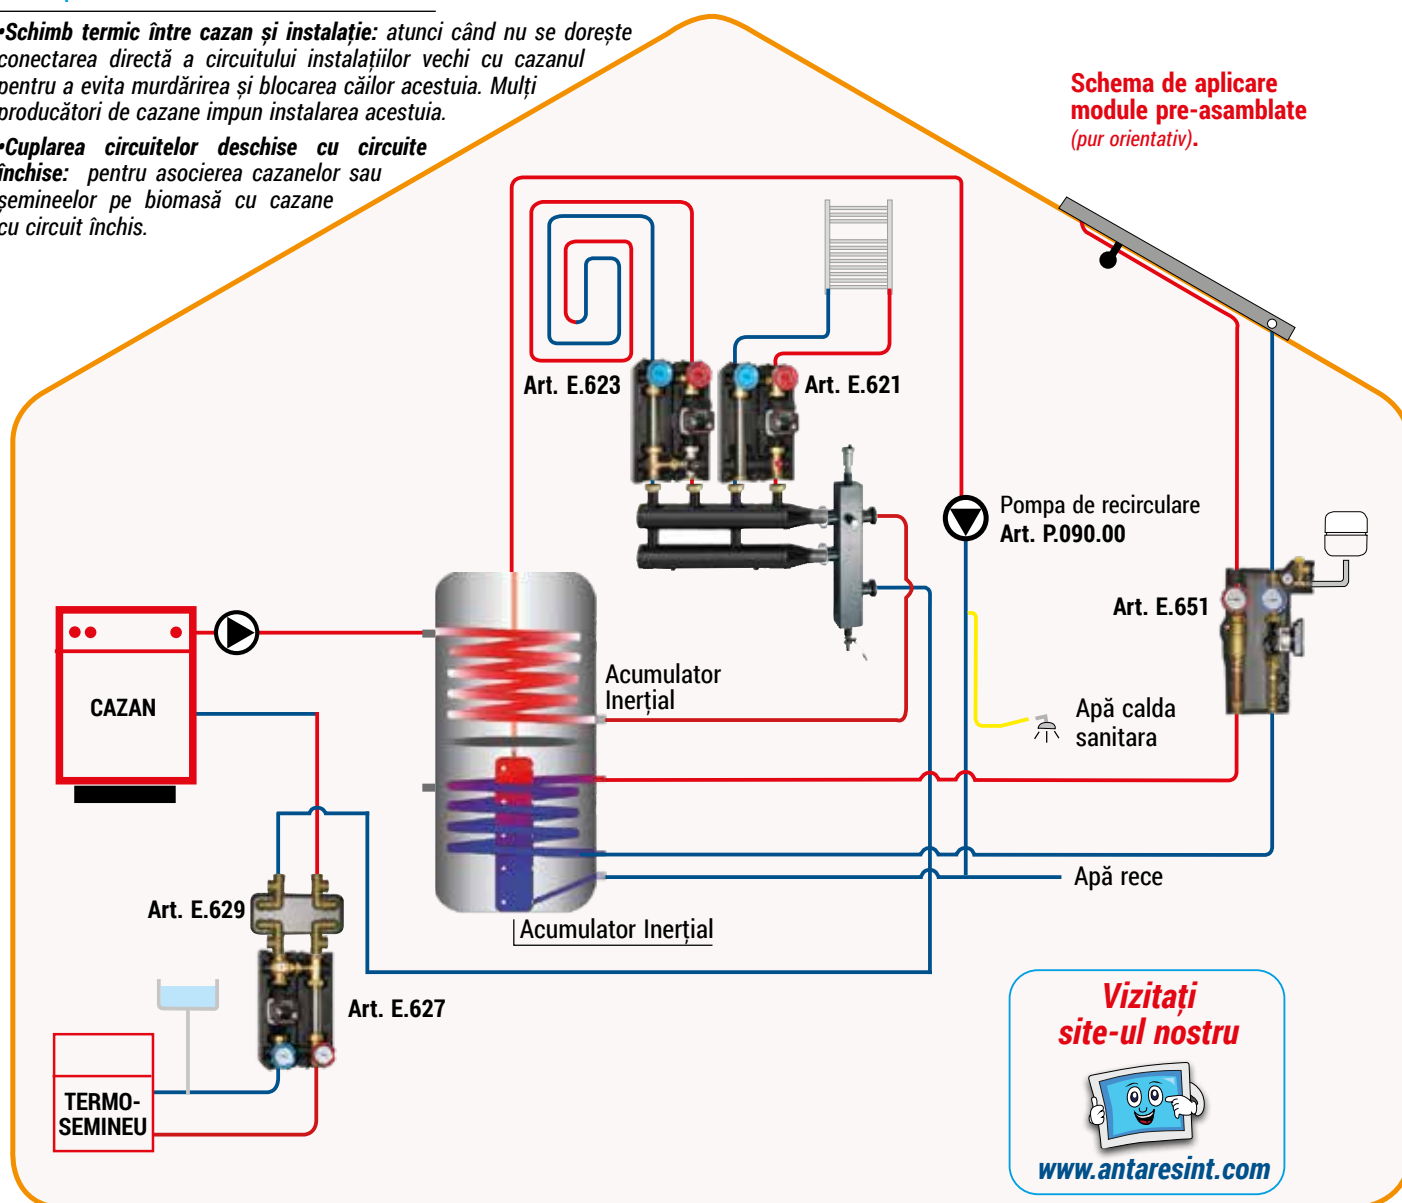 •Schimb termic între cazan și instalație: atunci când nu se dorește
conectarea directă a circuitului instalațiilor vechi cu cazanul
pentru a evita murdărirea și blocarea căilor acestuia. Mulți
producători de cazane impun instalarea acestuia.
•Cuplarea circuitelor deschise cu circuite
închise: pentru asocierea cazanelor sau
șemineelor pe biomasă cu cazane
cu circuit închis.
Schema de aplicare
module pre-asamblate
(pur orientativ).
Art. E.623
Art. E.621
Pompa de recirculare
Art. P.090.00
Art. E.651
CAZAN
Acumulator
Inerțial
Apă calda
sanitara
Apă rece
Art. E.629
Acumulator Inerțial
Art. E.627
TERMO-
SEMINEU
Vizitați
site-ul nostru
www.antaresint.com